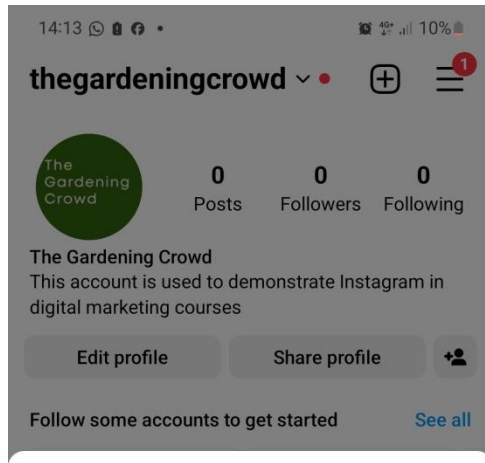 14:13 4G+ 10%
thegardeningcrowd 1
The
Gardening
Crowd
0 0 0
Posts Followers Following
The Gardening Crowd
This account is used to demonstrate Instagram in
digital marketing courses
Edit profile Share profile
Follow some accounts to get started See all